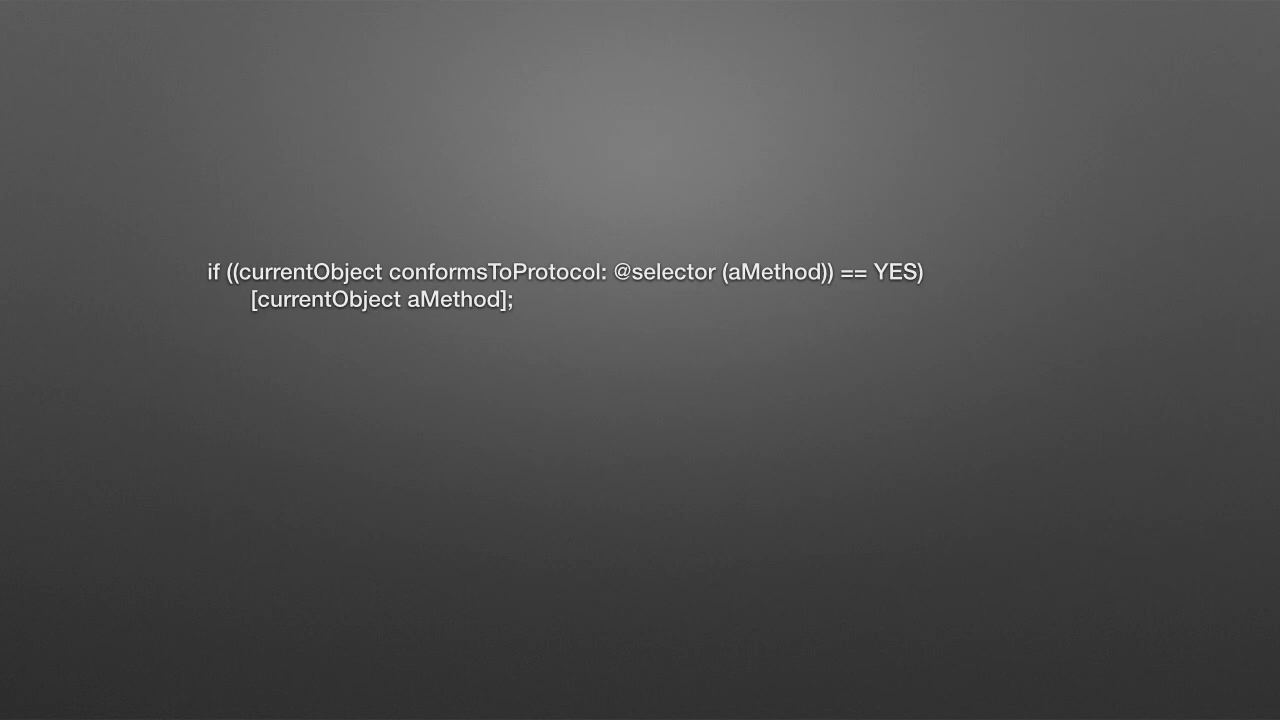 if ((currentObject conformsToProtocol: @selector (aMethod)) == YES)
[currentObject aMethod];